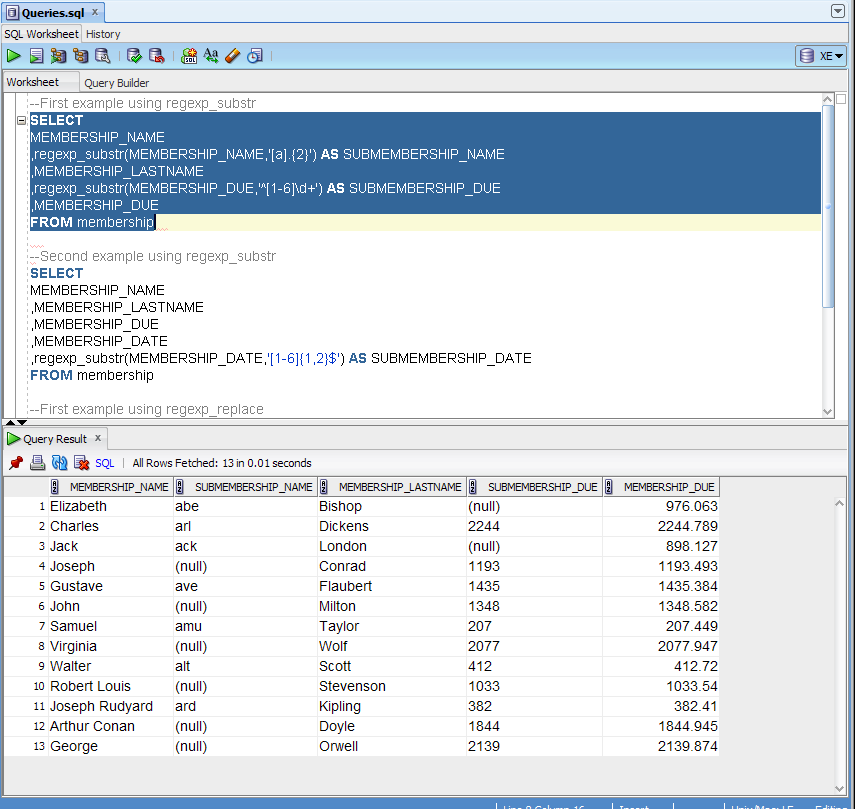 Queries.sql x
SQL Worksheet History
SQL Aa XE
Worksheet Query Builder
--First example using regexp_substr
SELECT
MEMBERSHIP_NAME
,regexp_substr(MEMBERSHIP_NAME,'[a].{2}') AS SUBMEMBERSHIP_NAME
,MEMBERSHIP_LASTNAME
,regexp_substr(MEMBERSHIP_DUE,'^[1-6]\d+') AS SUBMEMBERSHIP_DUE
,MEMBERSHIP_DUE
FROM membership
--Second example using regexp_substr
SELECT
MEMBERSHIP_NAME
,MEMBERSHIP_LASTNAME
,MEMBERSHIP_DUE
,MEMBERSHIP_DATE
,regexp_substr(MEMBERSHIP_DATE,'[1-6]{1,2}$') AS SUBMEMBERSHIP_DATE
FROM membership
--First example using regexp_replace
Query Result x
SQL | All Rows Fetched: 13 in 0.01 seconds
MEMBERSHIP_NAME SUBMEMBERSHIP_NAME MEMBERSHIP_LASTNAME SUBMEMBERSHIP_DUE MEMBERSHIP_DUE
1 Elizabeth abe Bishop (null) 976.063
2 Charles arl Dickens 2244 2244.789
3 Jack ack London (null) 898.127
4 Joseph (null) Conrad 1193 1193.493
5 Gustave ave Flaubert 1435 1435.384
6 John (null) Milton 1348 1348.582
7 Samuel amu Taylor 207 207.449
8 Virginia (null) Wolf 2077 2077.947
9 Walter alt Scott 412 412.72
10 Robert Louis (null) Stevenson 1033 1033.54
11 Joseph Rudyard ard Kipling 382 382.41
12 Arthur Conan (null) Doyle 1844 1844.945
13 George (null) Orwell 2139 2139.874